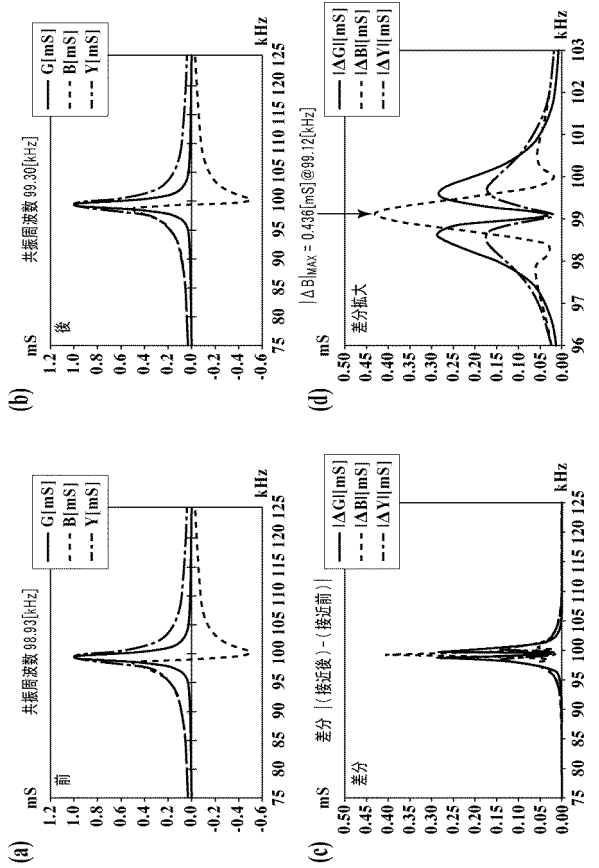 (a)
mS
共振周波数 98.93[kHz]
前
G[mS]
B[mS]
Y[mS]
1.2
1.0
0.8
0.6
0.4
0.2
0.0
-0.2
-0.4
-0.6
75 80 85 90 95 100 105 110 115 120 125
kHz
(b)
mS
共振周波数 99.30[kHz]
後
G[mS]
B[mS]
Y[mS]
1.2
1.0
0.8
0.6
0.4
0.2
0.0
-0.2
-0.4
-0.6
75 80 85 90 95 100 105 110 115 120 125
kHz
(c)
mS
差分 |(接近後)-(接近前)|
差分
|ΔG|[mS]
|ΔB|[mS]
|ΔY|[mS]
0.50
0.45
0.40
0.35
0.30
0.25
0.20
0.15
0.10
0.05
0.00
75 80 85 90 95 100 105 110 115 120 125
kHz
(d)
mS
|ΔB|MAX = 0.436[mS]@99.12[kHz]
差分拡大
|ΔG|[mS]
|ΔB|[mS]
|ΔY|[mS]
0.50
0.45
0.40
0.35
0.30
0.25
0.20
0.15
0.10
0.05
0.00
96 97 98 99 100 101 102 103
kHz